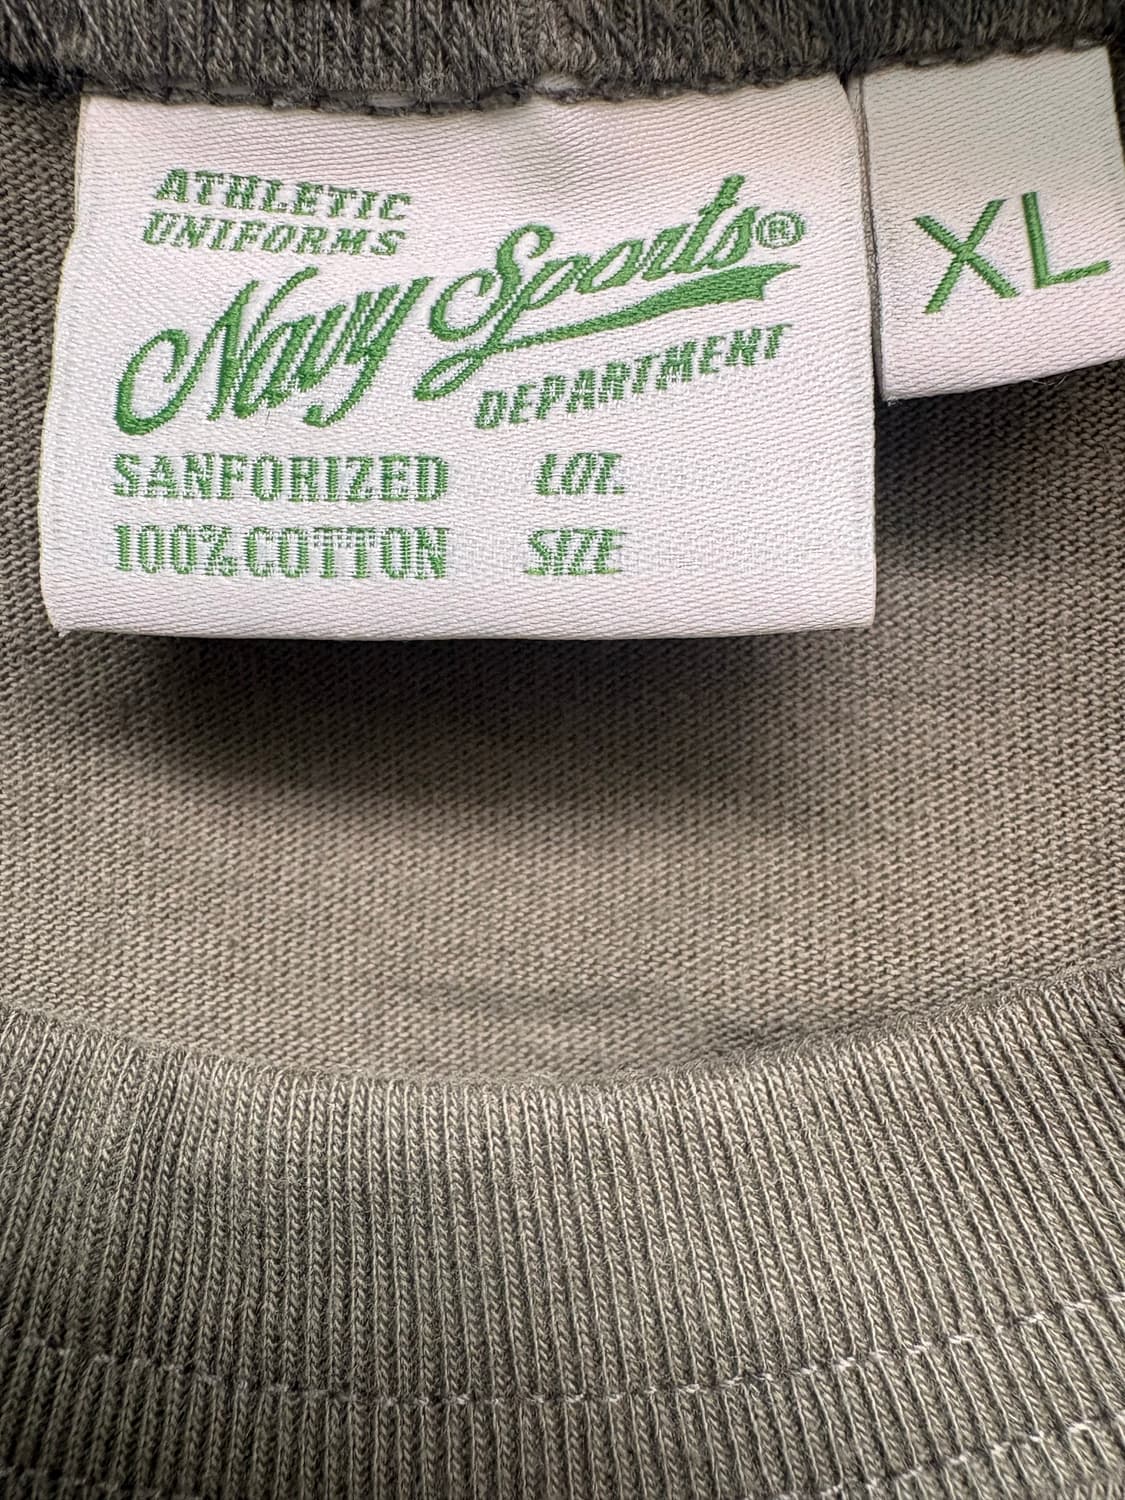 ATHLETIC
UNIFORMS
Navy Sports®
DEPARTMENT
SANFORIZED LOT.
100% COTTON SIZE
XL